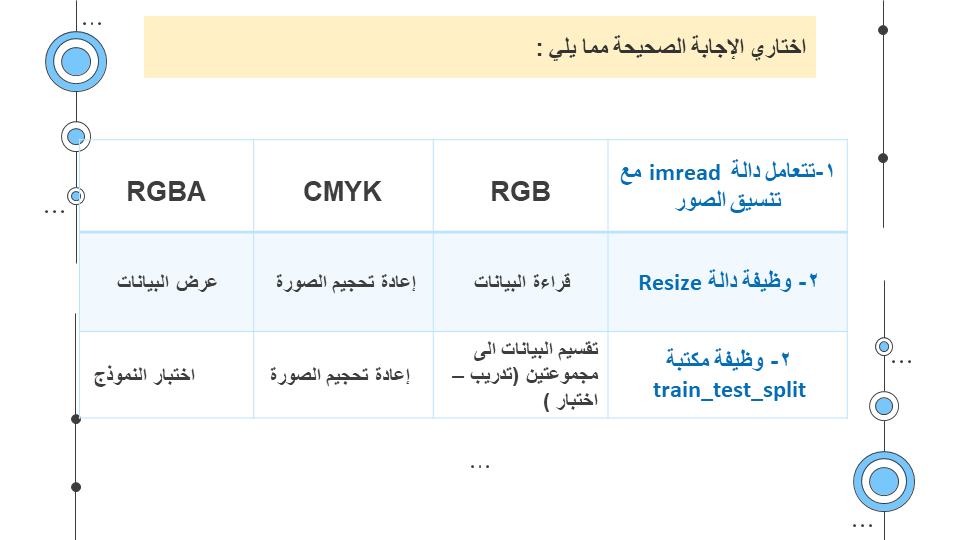 اختاري الإجابة الصحيحة مما يلي :
١-تتعامل دالة imread مع
تنسيق الصور
RGB
CMYK
RGBA
٢- وظيفة دالة Resize
قراءة البيانات
إعادة تحجيم الصورة
عرض البيانات
٢- وظيفة مكتبة
train_test_split
تقسيم البيانات الى
مجموعتين (تدريب –
اختبار )
إعادة تحجيم الصورة
اختبار النموذج